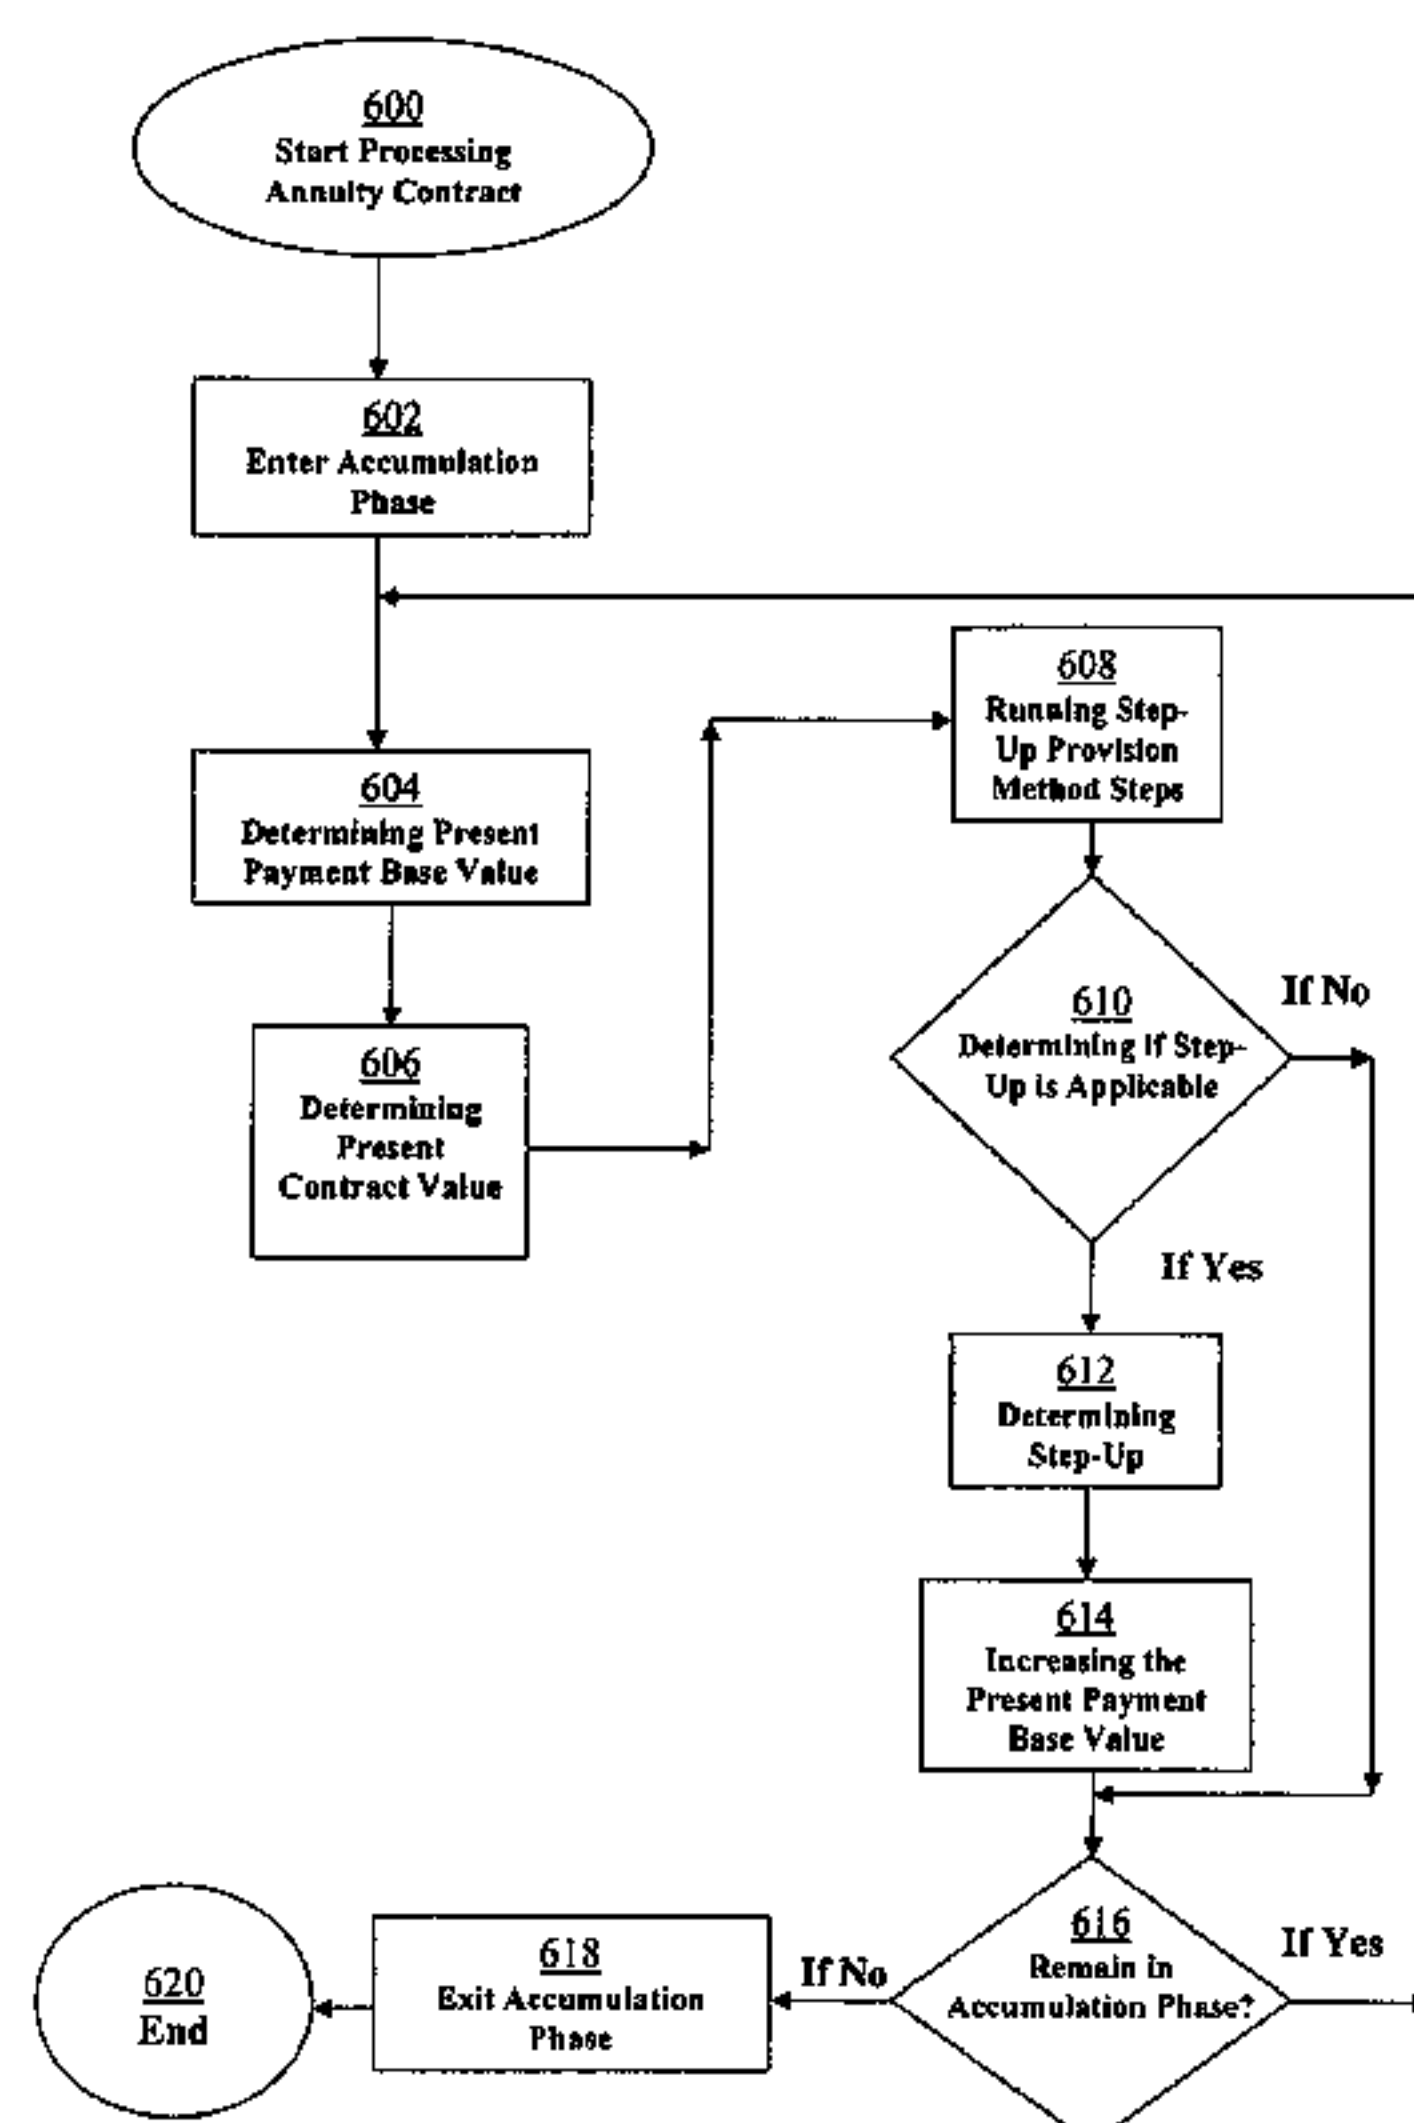 600
Start Processing
Annuity Contract
602
Enter Accumulation
Phase
604
Determining Present
Payment Base Value
606
Determining
Present
Contract Value
608
Running Step-
Up Provision
Method Steps
610
Determining if Step-
Up is Applicable
If No
If Yes
612
Determining
Step-Up
614
Increasing the
Present Payment
Base Value
616
Remain in
Accumulation Phase?
If Yes
If No
618
Exit Accumulation
Phase
620
End